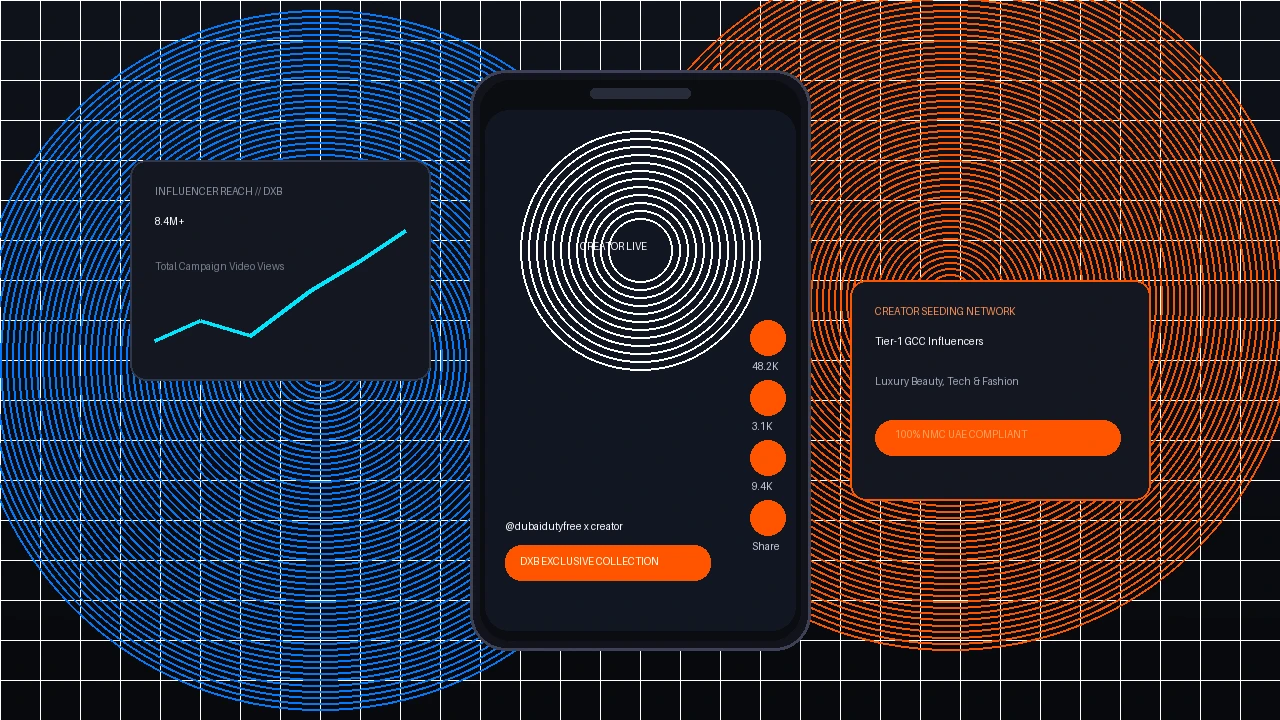 INFLUENCER REACH // DXB
8.4M+
Total Campaign Video Views
CREATOR LIVE
48.2K
3.1K
9.4K
Share
@dubaidutyfree x creator
DXB EXCLUSIVE COLLECTION
CREATOR SEEDING NETWORK
Tier-1 GCC Influencers
Luxury Beauty, Tech & Fashion
100% NMC UAE COMPLIANT